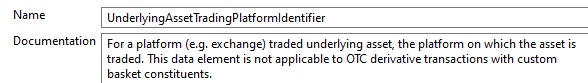 Name
UnderlyingAssetTradingPlatformIdentifier
Documentation
For a platform (e.g. exchange) traded underlying asset, the platform on which the asset is
traded. This data element is not applicable to OTC derivative transactions with custom
basket constituents.